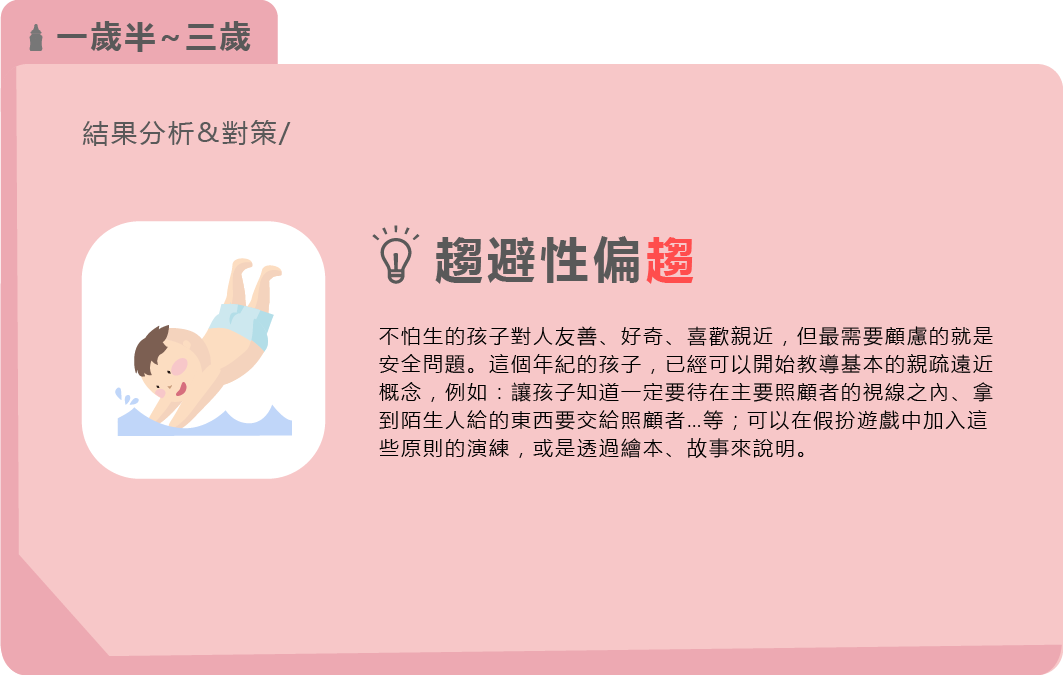 一歲半~三歲
結果分析&對策/
趨避性偏趨
不怕生的孩子對人友善、好奇、喜歡親近，但最需要顧慮的就是
安全問題。這個年紀的孩子，已經可以開始教導基本的親疏遠近
概念，例如：讓孩子知道一定要待在主要照顧者的視線之內、拿
到陌生人給的東西要交給照顧者...等；可以在假扮遊戲中加入這
些原則的演練，或是透過繪本、故事來說明。